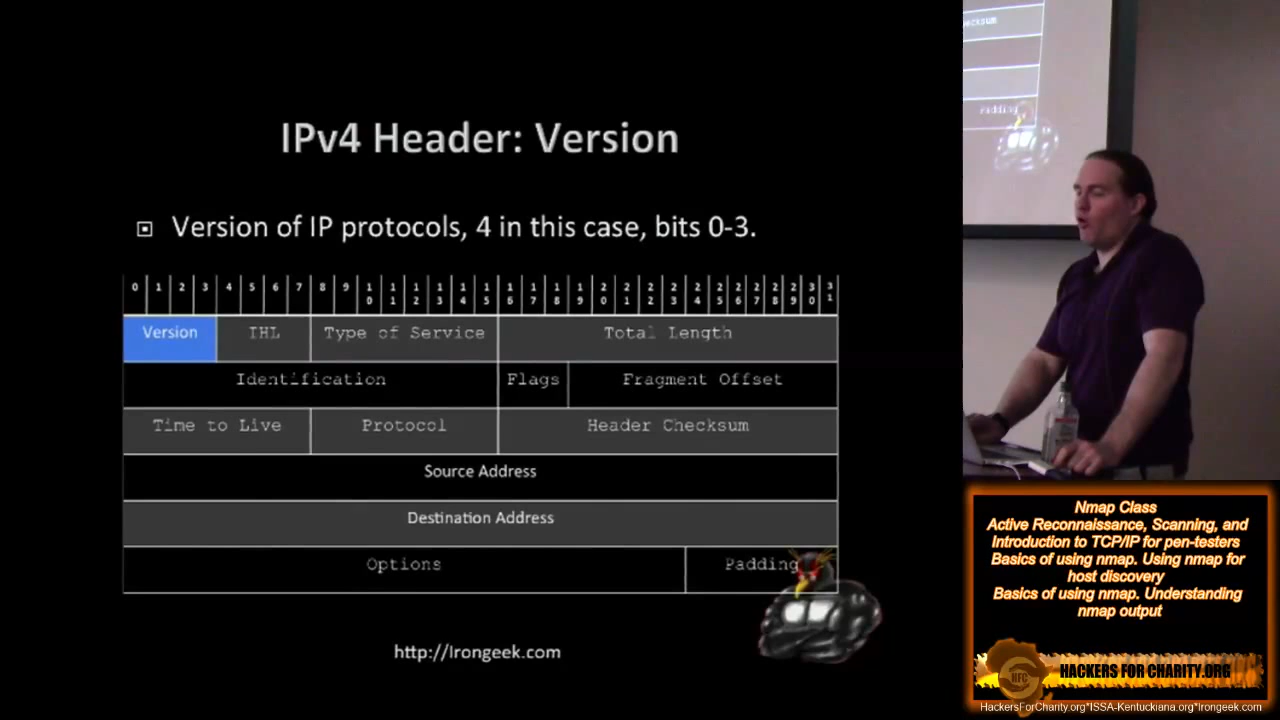 IPv4 Header: Version
Version of IP protocols, 4 in this case, bits 0-3.
0 1 2 3 4 5 6 7 8 9 10 11 12 13 14 15 16 17 18 19 20 21 22 23 24 25 26 27 28 29 30 31
Version IHL Type of Service Total Length
Identification Flags Fragment Offset
Time to Live Protocol Header Checksum
Source Address
Destination Address
Options Padding
http://Irongeek.com
Padding
Nmap Class
Active Reconnaissance, Scanning, and
Introduction to TCP/IP for pen-testers
Basics of using nmap. Using nmap for
host discovery
Basics of using nmap. Understanding
nmap output
HFC
HACKERS FOR CHARITY.ORG
HackersForCharity.org*ISSA-Kentuckiana.org*Irongeek.com